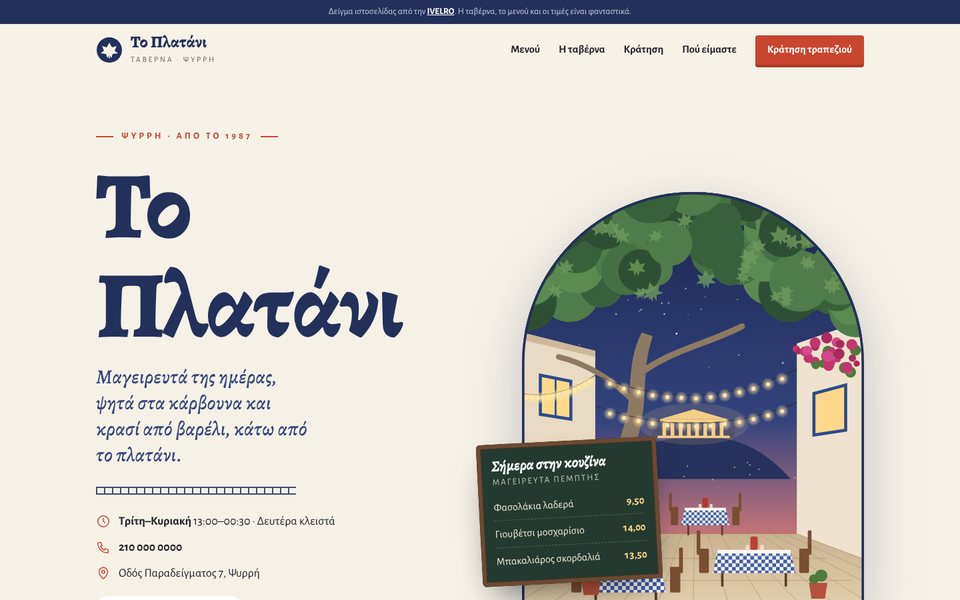 Δείγμα ιστοσελίδας από την IVELRO. Η ταβέρνα, το μενού και οι τιμές είναι φανταστικά.
Το Πλατάνι
ΤΑΒΕΡΝΑ · ΨΥΡΡΗ
Μενού Η ταβέρνα Κράτηση Πού είμαστε Κράτηση τραπεζιού
ΨΥΡΡΗ · ΑΠΟ ΤΟ 1987
Το
Πλατάνι
Μαγειρευτά της ημέρας,
ψητά στα κάρβουνα και
κρασί από βαρέλι, κάτω από
το πλατάνι.
Τρίτη–Κυριακή 13:00–00:30 · Δευτέρα κλειστά
210 000 0000
Οδός Παραδείγματος 7, Ψυρρή
Σήμερα στην κουζίνα
ΜΑΓΕΙΡΕΥΤΑ ΠΕΜΠΤΗΣ
Φασολάκια λαδερά 9,50
Γιουβέτσι μοσχαρίσιο 14,00
Μπακαλιάρος σκορδαλιά 13,50